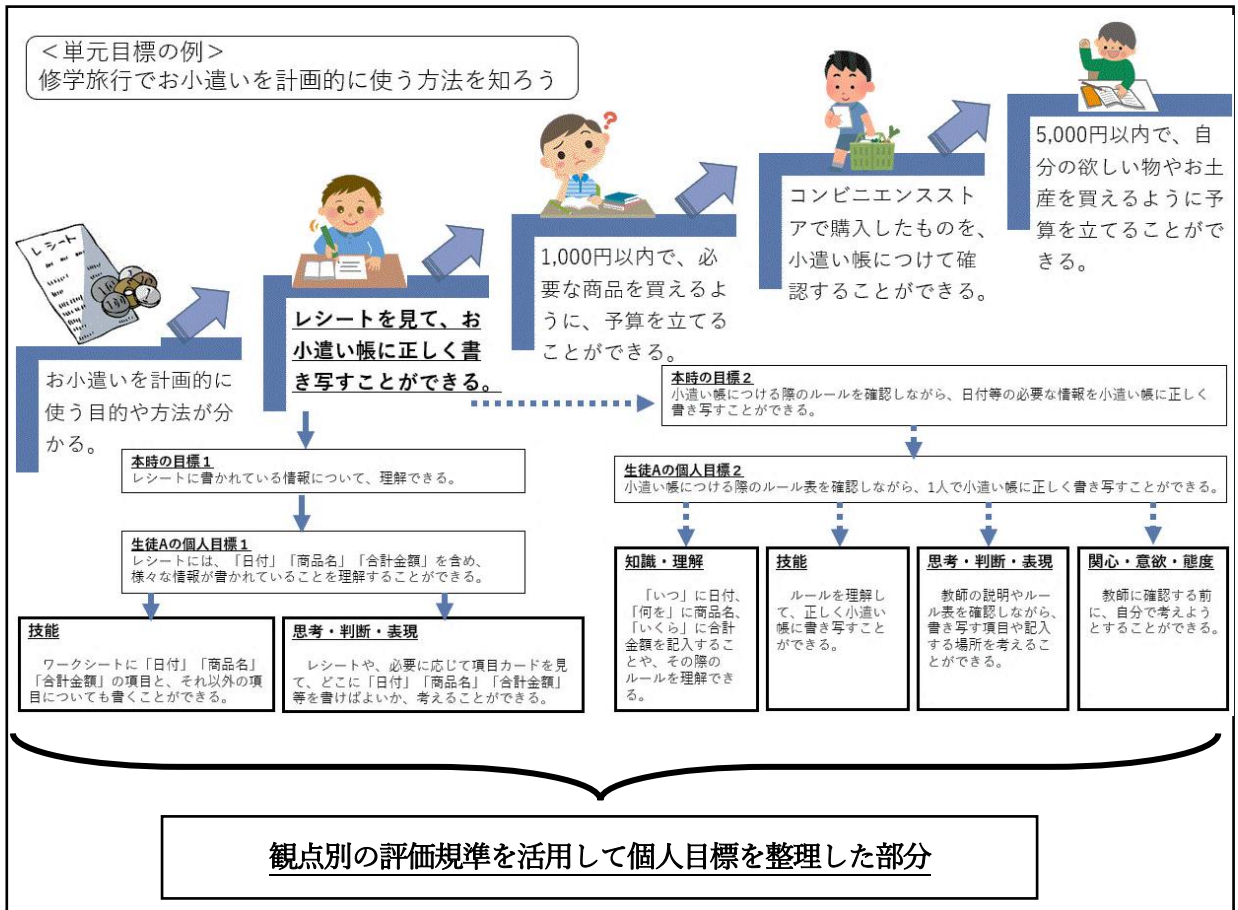 ＜単元目標の例＞
修学旅行でお小遣いを計画的に使う方法を知ろう
レシート
お小遣いを計画的に
使う目的や方法が分
かる。
レシートを見て、お
小遣い帳に正しく書
き写すことができる。
1,000円以内で、必
要な商品を買えるよ
うに、予算を立てる
ことができる。
コンビニエンススト
アで購入したものを、
小遣い帳につけて確
認することができる。
5,000円以内で、自
分の欲しい物やお土
産を買えるように予
算を立てることがで
きる。
本時の目標１
レシートに書かれている情報について、理解できる。
生徒Aの個人目標１
レシートには、「日付」「商品名」「合計金額」を含め、
様々な情報が書かれていることを理解することができる。
技能
ワークシートに「日付」「商品名」
「合計金額」の項目と、それ以外の項
目についても書くことができる。
思考・判断・表現
レシートや、必要に応じて項目カードを見
て、どこに「日付」「商品名」「合計金額」
等を書けばよいか、考えることができる。
本時の目標２
小遣い帳につける際のルールを確認しながら、日付等の必要な情報を小遣い帳に正しく
書き写すことができる。
生徒Aの個人目標２
小遣い帳につける際のルール表を確認しながら、1人で小遣い帳に正しく書き写すことができる。
知識・理解
「いつ」に日付、
「何を」に商品名、
「いくら」に合計
金額を記入するこ
とや、その際の
ルールを理解でき
る。
技能
ルールを理解し
て、正しく小遣い
帳に書き写すこと
ができる。
思考・判断・表現
教師の説明やルー
ル表を確認しながら、
書き写す項目や記入
する場所を考えるこ
とができる。
関心・意欲・態度
教師に確認する前
に、自分で考えよう
とすることができる。
観点別の評価規準を活用して個人目標を整理した部分